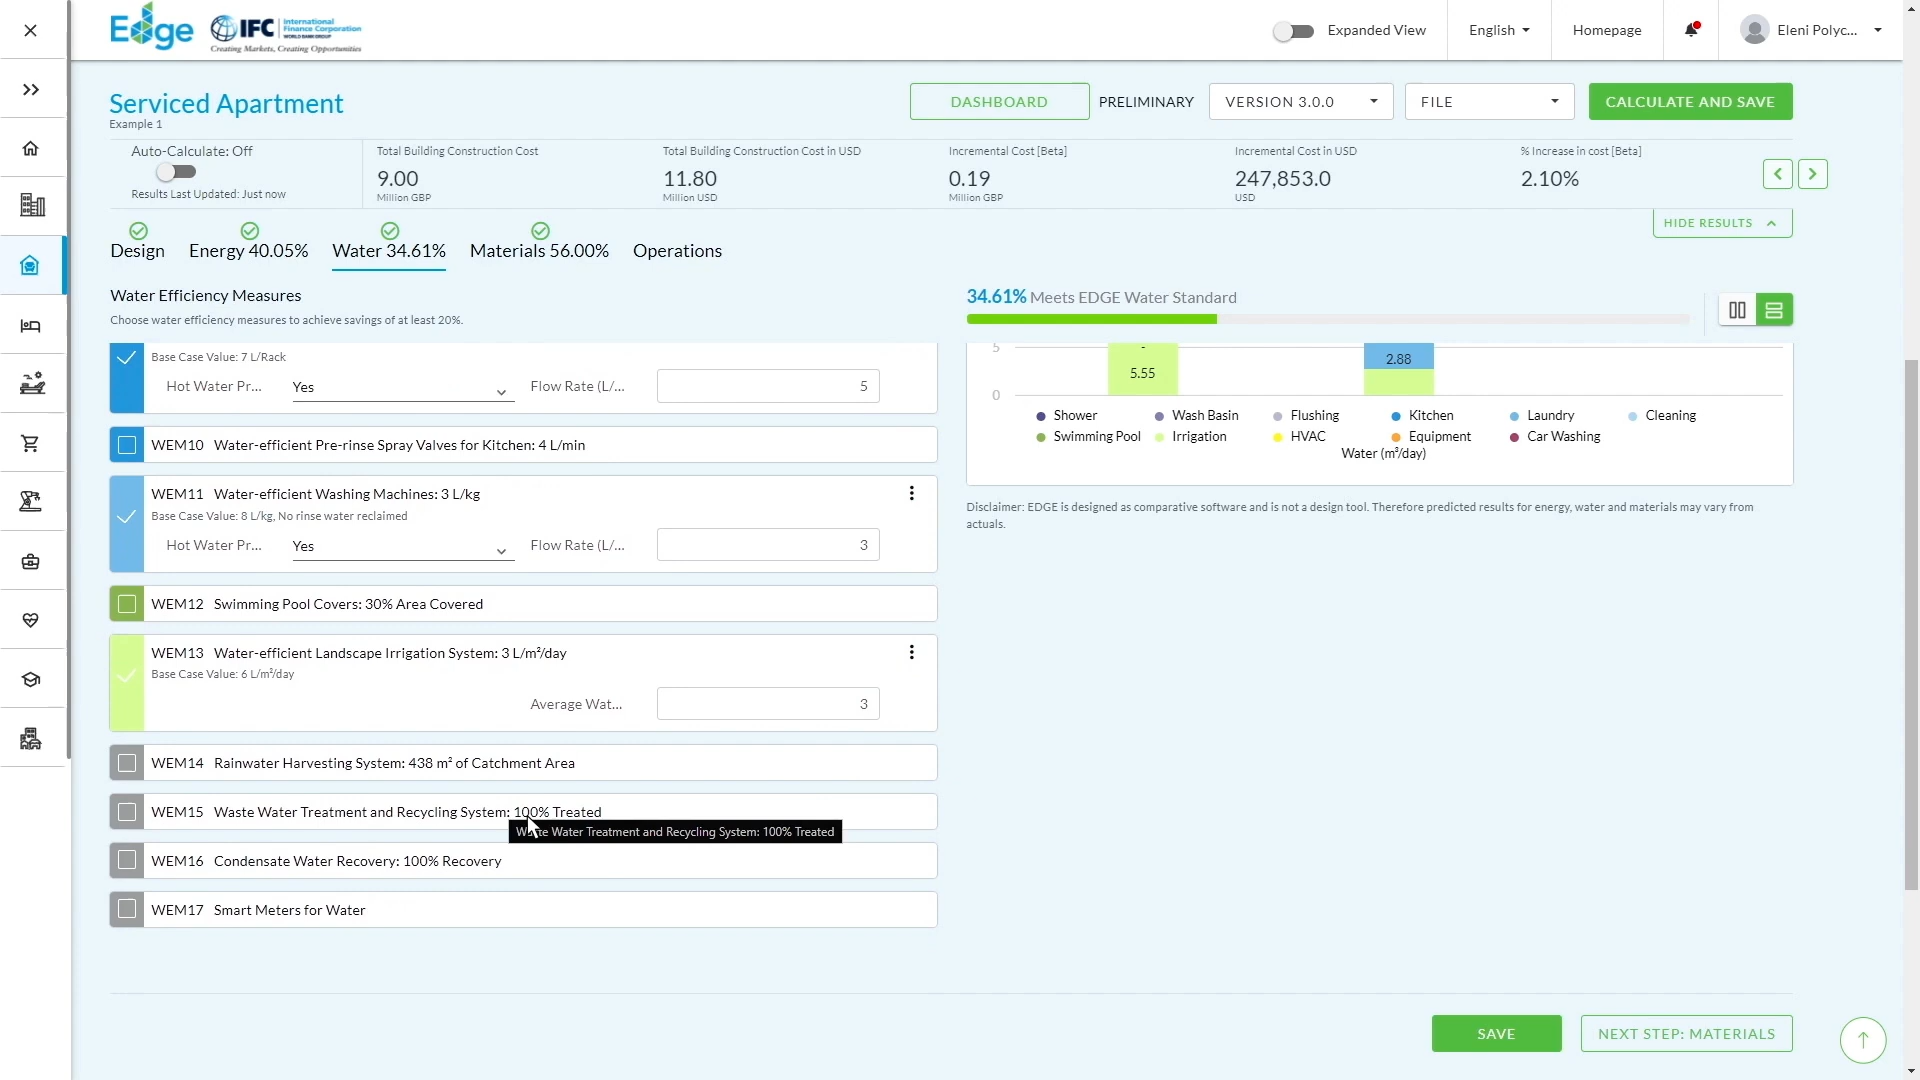 Edge
IFC International Finance Corporation WORLD BANK GROUP
Creating Markets, Creating Opportunities
Expanded View
English
Homepage
Eleni Polyc...
Serviced Apartment
Example 1
DASHBOARD
PRELIMINARY
VERSION 3.0.0
FILE
CALCULATE AND SAVE
Auto-Calculate: Off
Results Last Updated: Just now
Total Building Construction Cost
9.00
Million GBP
Total Building Construction Cost in USD
11.80
Million USD
Incremental Cost [Beta]
0.19
Million GBP
Incremental Cost in USD
247,853.0
USD
% Increase in cost [Beta]
2.10%
HIDE RESULTS
Design
Energy 40.05%
Water 34.61%
Materials 56.00%
Operations
Water Efficiency Measures
Choose water efficiency measures to achieve savings of at least 20%.
Base Case Value: 7 L/Rack
Hot Water Pr... Yes Flow Rate (L/... 5
WEM10 Water-efficient Pre-rinse Spray Valves for Kitchen: 4 L/min
WEM11 Water-efficient Washing Machines: 3 L/kg
Base Case Value: 8 L/kg, No rinse water reclaimed
Hot Water Pr... Yes Flow Rate (L/... 3
WEM12 Swimming Pool Covers: 30% Area Covered
WEM13 Water-efficient Landscape Irrigation System: 3 L/m²/day
Base Case Value: 6 L/m²/day
Average Wat... 3
WEM14 Rainwater Harvesting System: 438 m² of Catchment Area
WEM15 Waste Water Treatment and Recycling System: 100% Treated
Waste Water Treatment and Recycling System: 100% Treated
WEM16 Condensate Water Recovery: 100% Recovery
WEM17 Smart Meters for Water
34.61% Meets EDGE Water Standard
5
-
5.55
2.88
0
Shower Wash Basin Flushing Kitchen Laundry Cleaning
Swimming Pool Irrigation HVAC Equipment Car Washing
Water (m³/day)
Disclaimer: EDGE is designed as comparative software and is not a design tool. Therefore predicted results for energy, water and materials may vary from
actuals.
SAVE
NEXT STEP: MATERIALS